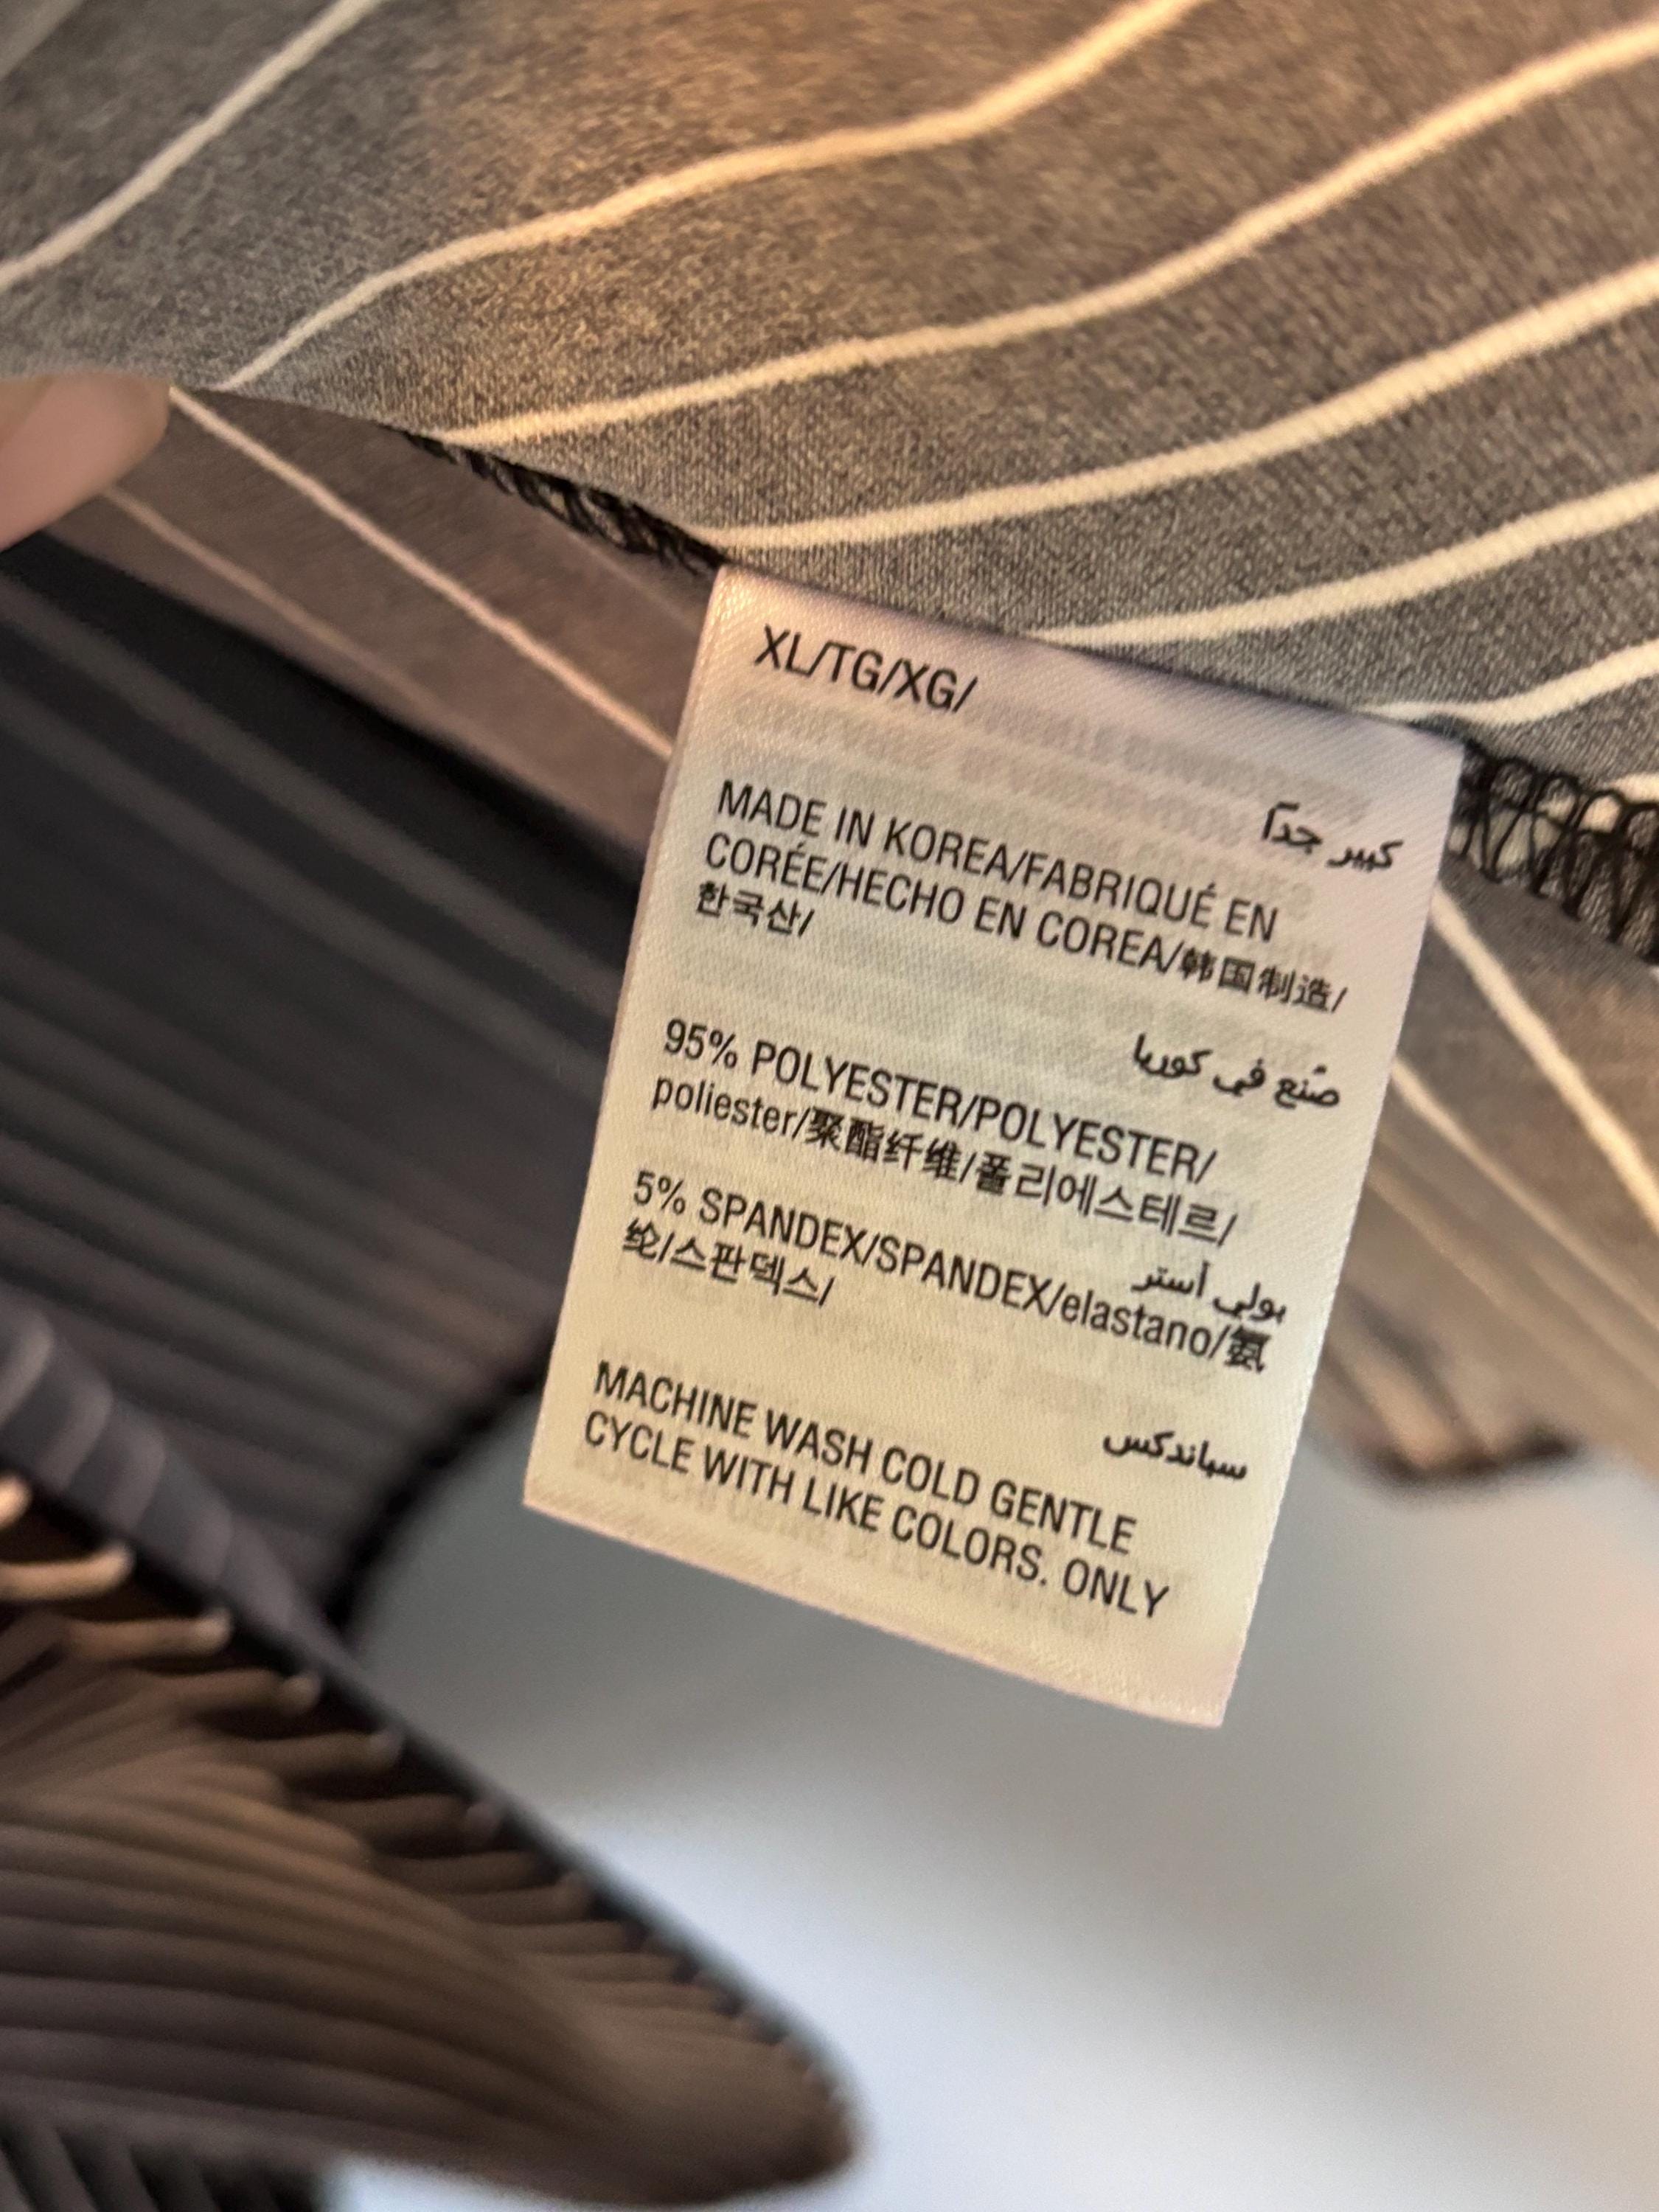 XL/TG/XG/
كبير جدًا
MADE IN KOREA/FABRIQUÉ EN
CORÉE/HECHO EN COREA/韩国制造/
한국산/
صُنع في كوريا
95% POLYESTER/POLYESTER/
poliester/聚酯纤维/폴리에스테르/
بولي أستر
5% SPANDEX/SPANDEX/elastano/氨
纶/스판덱스/
سباندكس
MACHINE WASH COLD GENTLE
CYCLE WITH LIKE COLORS. ONLY